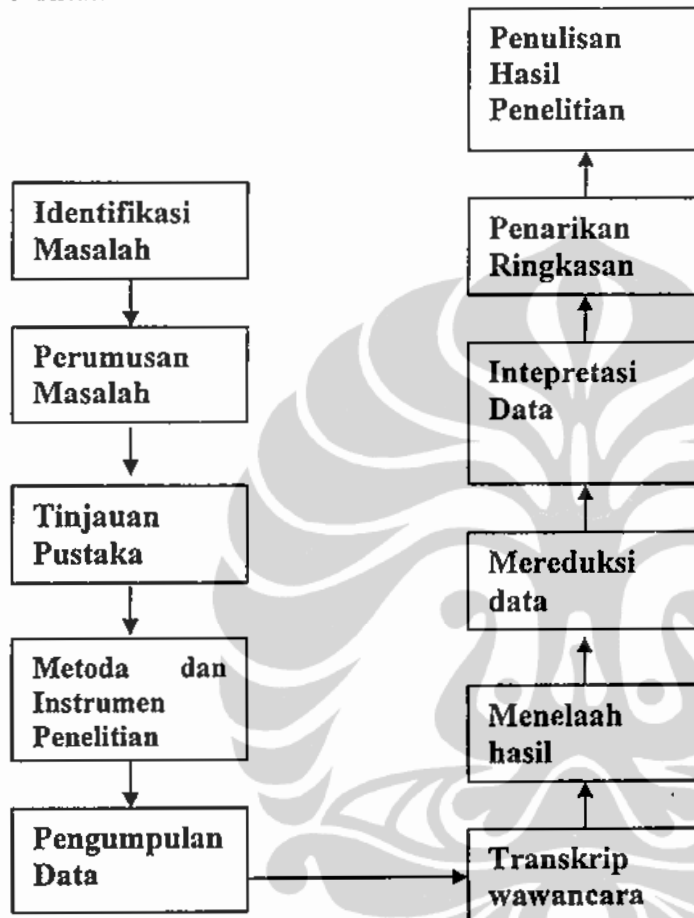 Identifikasi
Masalah
Perumusan
Masalah
Tinjauan
Pustaka
Metoda dan
Instrumen
Penelitian
Pengumpulan
Data
Transkrip
wawancara
Menelaah
hasil
Mereduksi
data
Intepretasi
Data
Penarikan
Ringkasan
Penulisan
Hasil
Penelitian